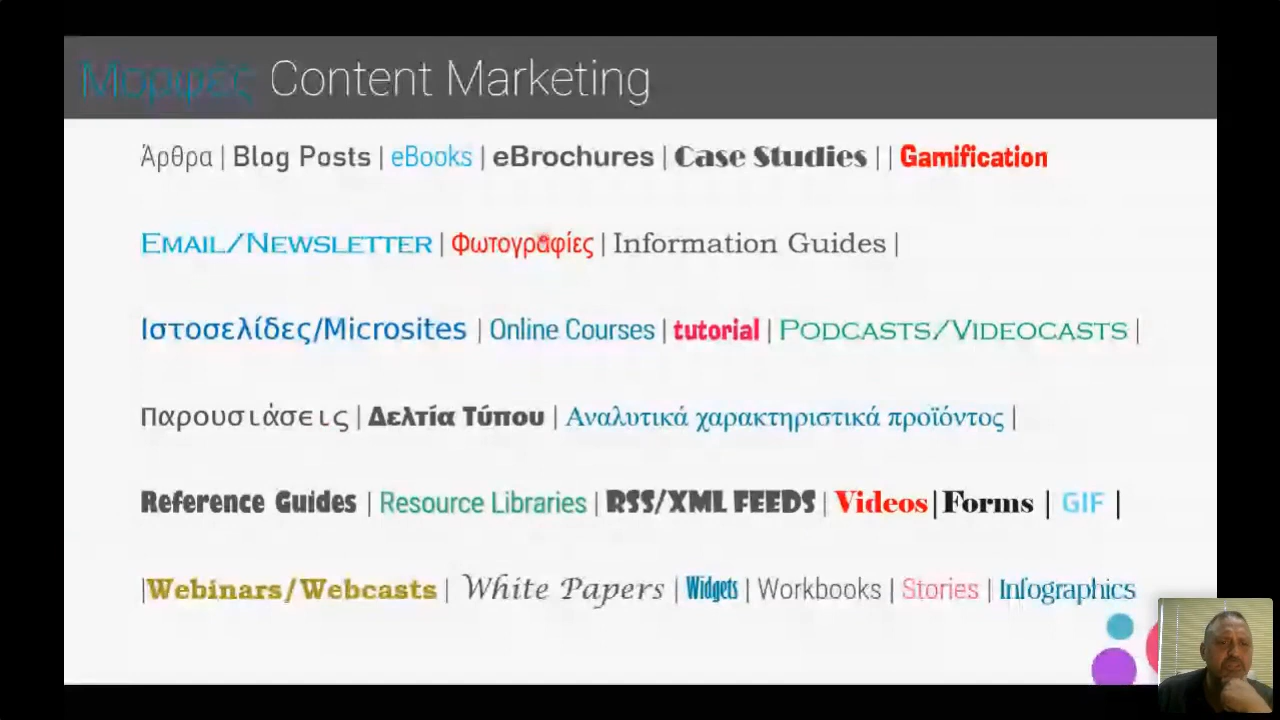 Μορφές Content Marketing
Άρθρα | Blog Posts | eBooks | eBrochures | Case Studies | | Gamification
Email/Newsletter | Φωτογραφίες | Information Guides |
Ιστοσελίδες/Microsites | Online Courses | tutorial | Podcasts/Videocasts |
Παρουσιάσεις | Δελτία Τύπου | Αναλυτικά χαρακτηριστικά προϊόντος |
Reference Guides | Resource Libraries | RSS/XML FEEDS | Videos|Forms | GIF |
|Webinars/Webcasts | White Papers | Widgets | Workbooks | Stories | Infographics